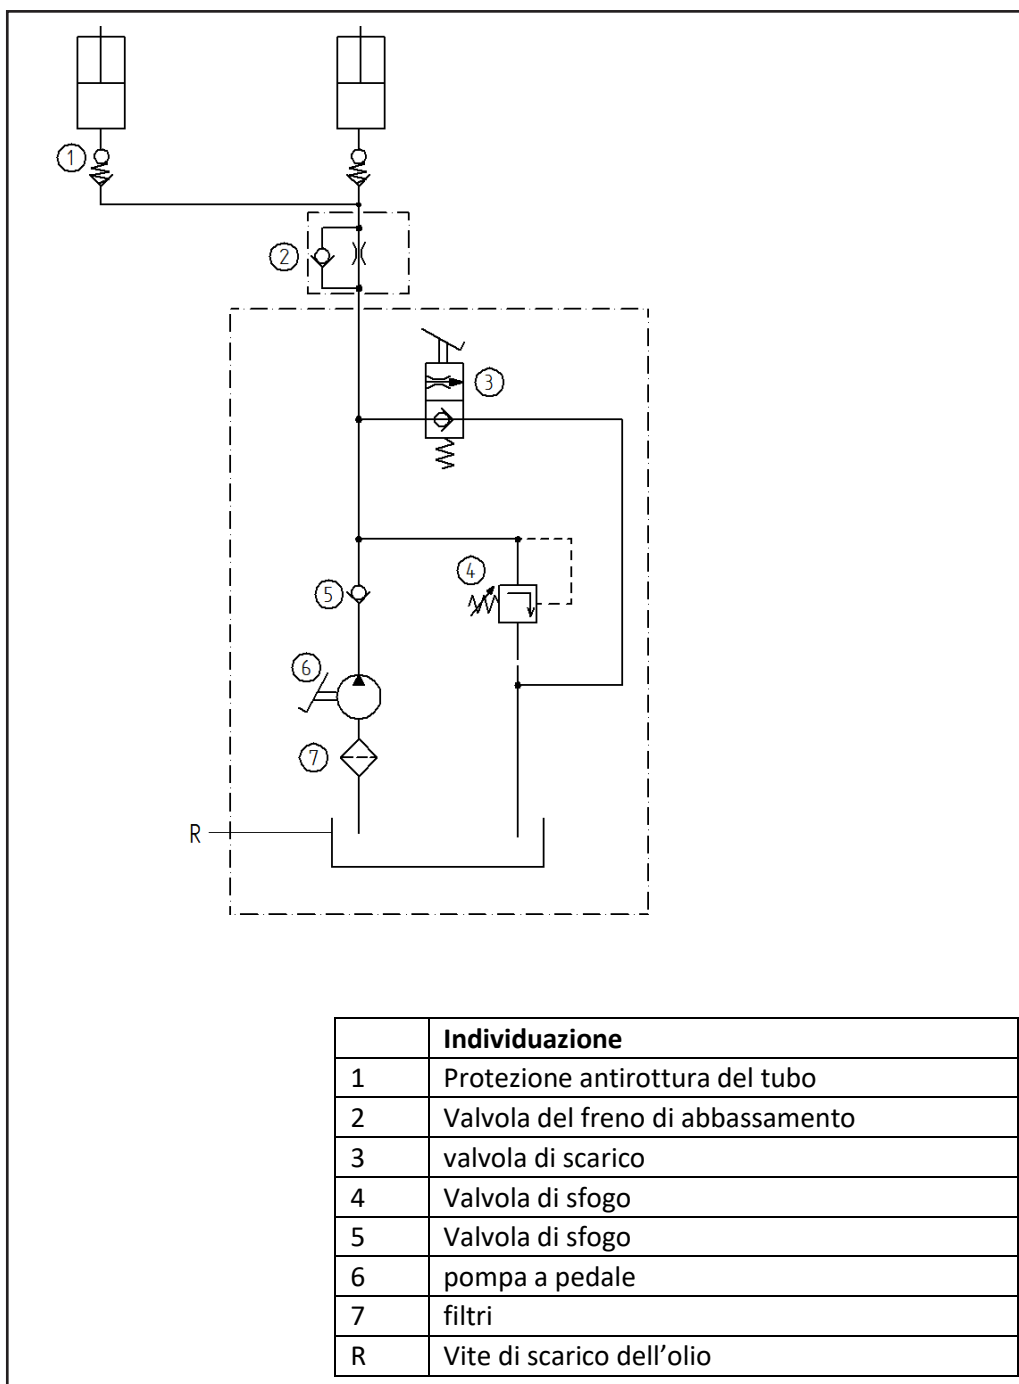 1
2
3
4
5
6
7
R
Individuazione
1 Protezione antirottura del tubo
2 Valvola del freno di abbassamento
3 valvola di scarico
4 Valvola di sfogo
5 Valvola di sfogo
6 pompa a pedale
7 filtri
R Vite di scarico dell’olio